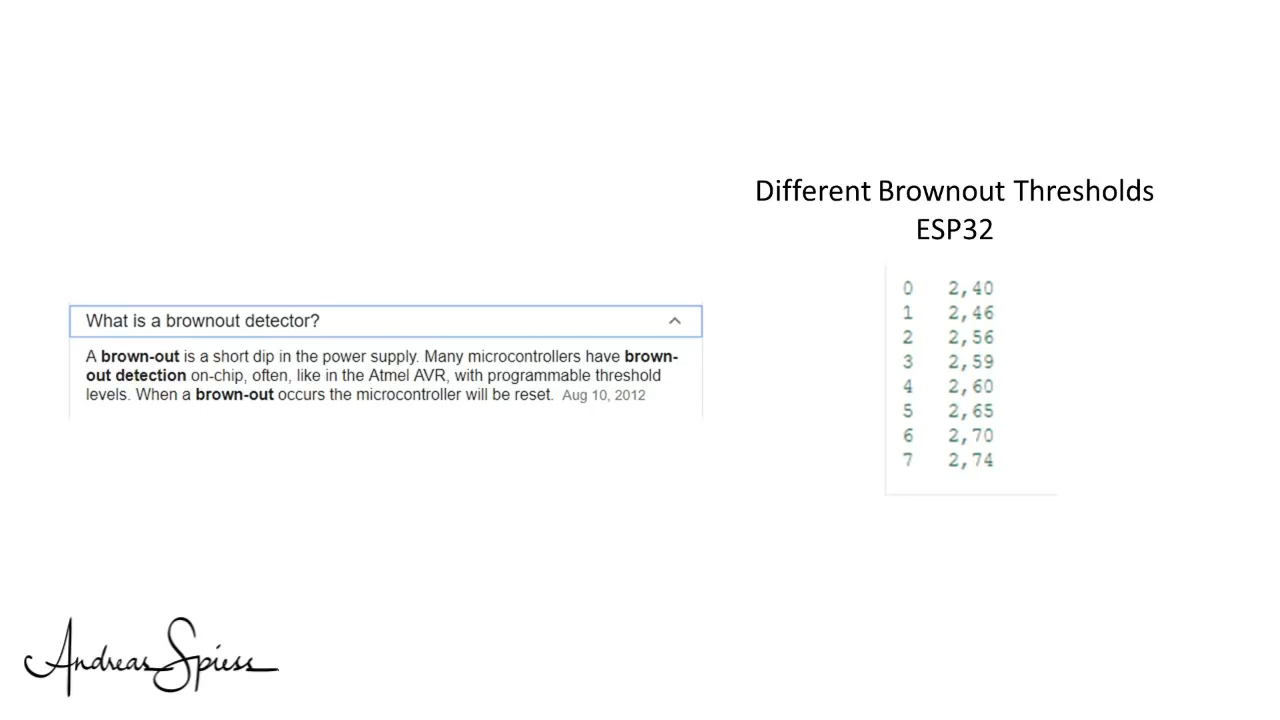 Different Brownout Thresholds
ESP32
What is a brownout detector?
A brown-out is a short dip in the power supply. Many microcontrollers have brown-
out detection on-chip, often, like in the Atmel AVR, with programmable threshold
levels. When a brown-out occurs the microcontroller will be reset. Aug 10, 2012
0 2,40
1 2,46
2 2,56
3 2,59
4 2,60
5 2,65
6 2,70
7 2,74
Andreas Spiess